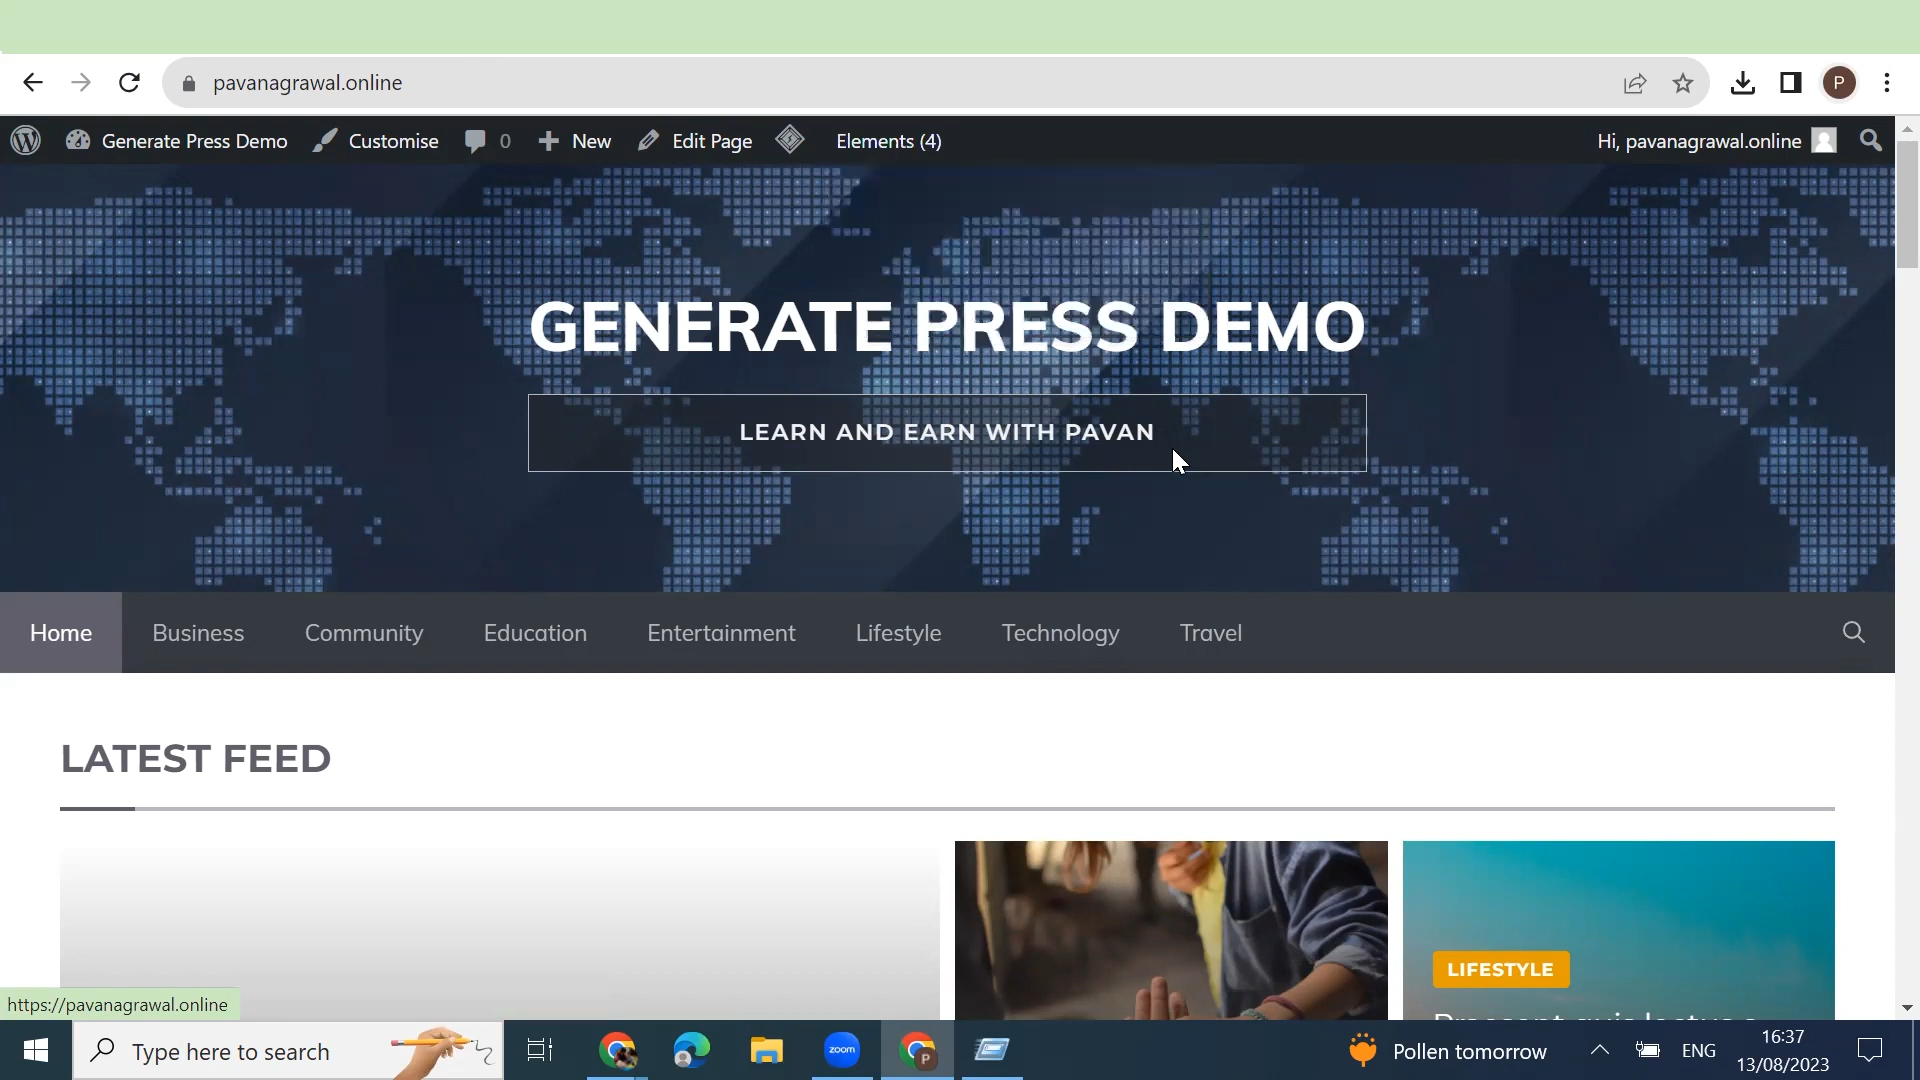 pavanagrawal.online
P
Generate Press Demo
Customise
0
New
Edit Page
Elements (4)
Hi, pavanagrawal.online
GENERATE PRESS DEMO
LEARN AND EARN WITH PAVAN
Home
Business
Community
Education
Entertainment
Lifestyle
Technology
Travel
LATEST FEED
LIFESTYLE
https://pavanagrawal.online
Type here to search
zoom
P
Pollen tomorrow
ENG
16:37
13/08/2023